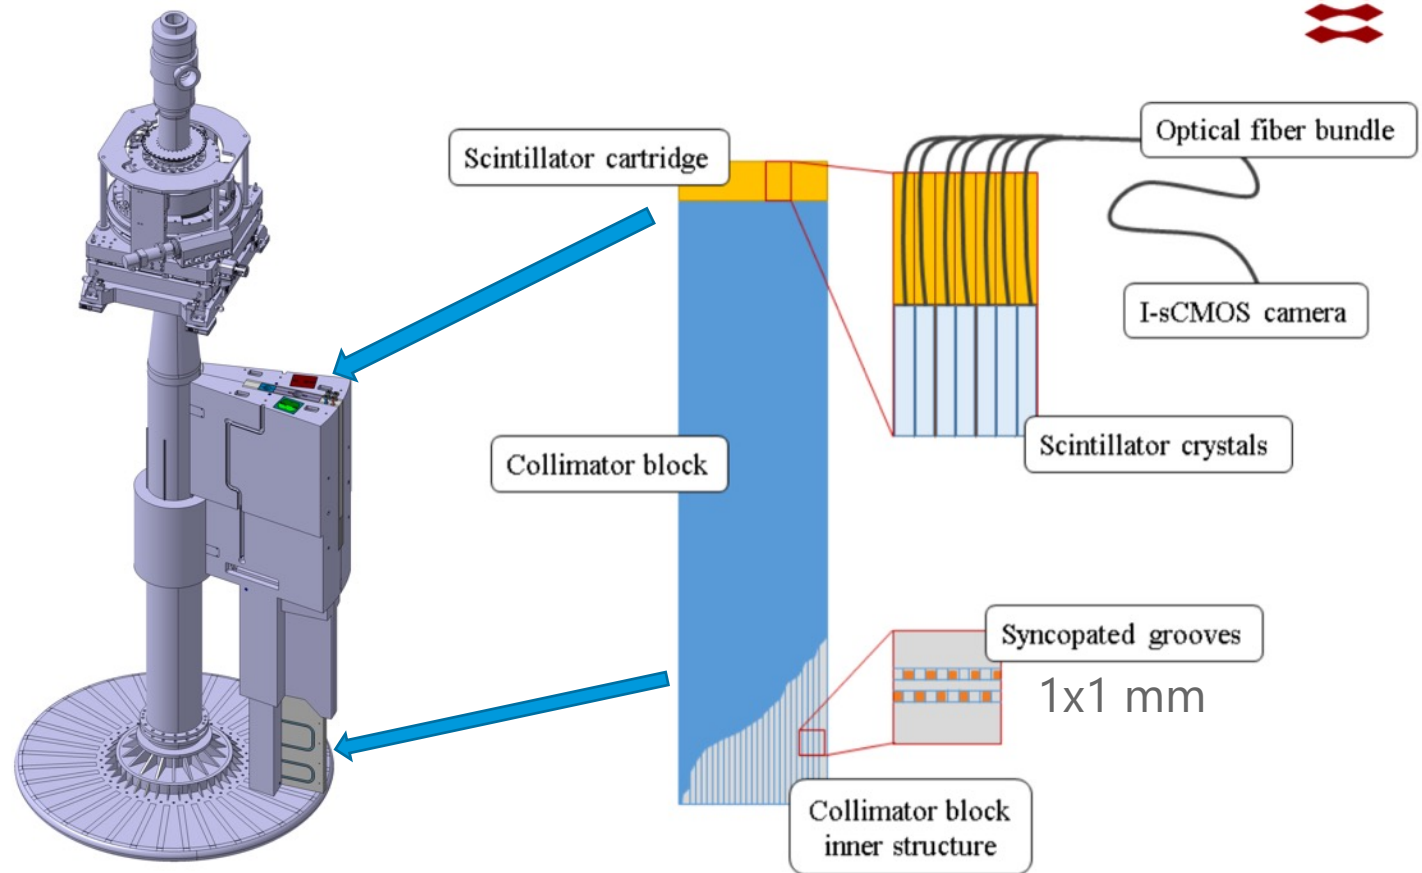 Optical fiber bundle
Scintillator cartridge
I-sCMOS camera
Scintillator crystals
Collimator block
Syncopated grooves
1x1 mm
Collimator block
inner structure